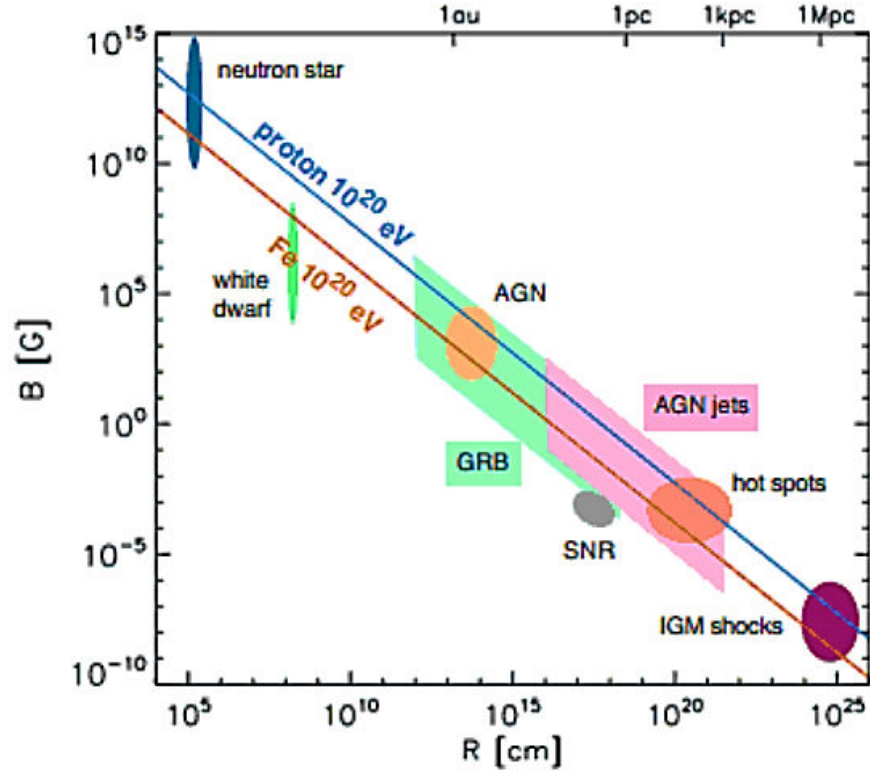 1au 1pc 1kpc 1Mpc
10^15
neutron star
proton 10^20 eV
10^10
Fe 10^20 eV
white
dwarf
AGN
10^5
B [G]
AGN jets
10^0
GRB
hot spots
SNR
10^-5
IGM shocks
10^-10
10^5 10^10 10^15 10^20 10^25
R [cm]